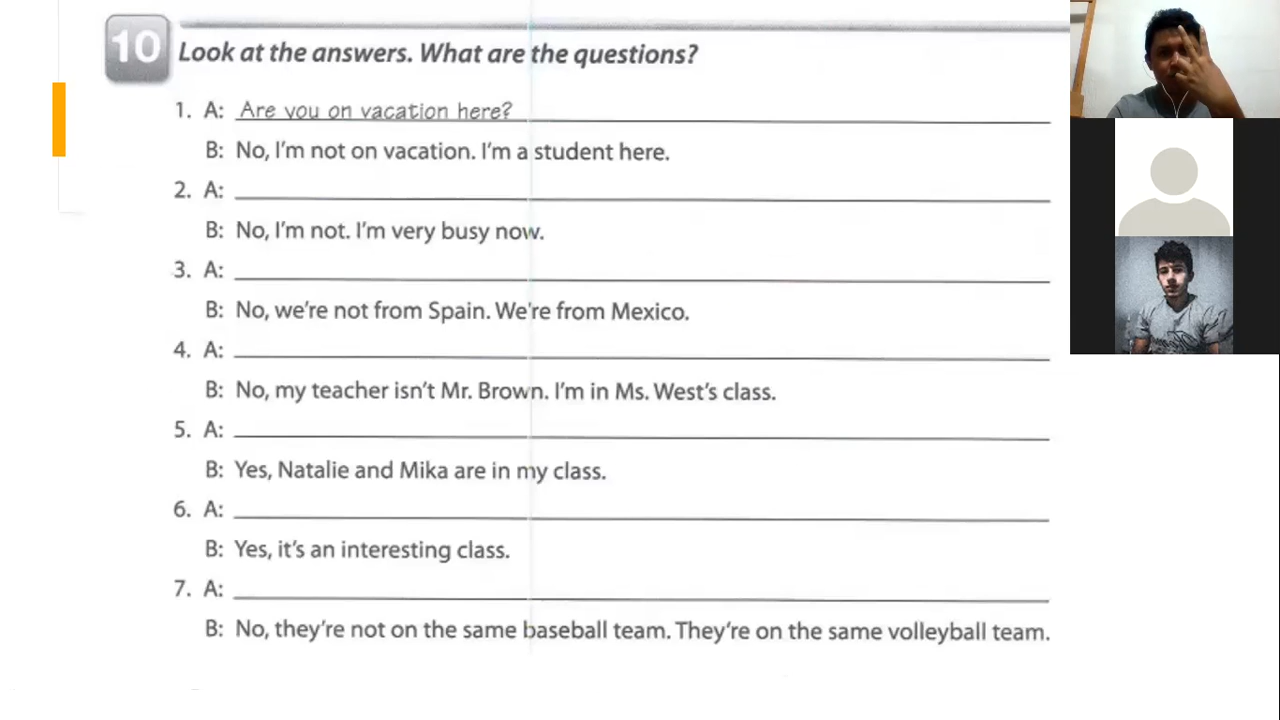 10 Look at the answers. What are the questions?
1. A: Are you on vacation here?
B: No, I'm not on vacation. I'm a student here.
2. A:
B: No, I'm not. I'm very busy now.
3. A:
B: No, we're not from Spain. We're from Mexico.
4. A:
B: No, my teacher isn't Mr. Brown. I'm in Ms. West's class.
5. A:
B: Yes, Natalie and Mika are in my class.
6. A:
B: Yes, it's an interesting class.
7. A:
B: No, they're not on the same baseball team. They're on the same volleyball team.